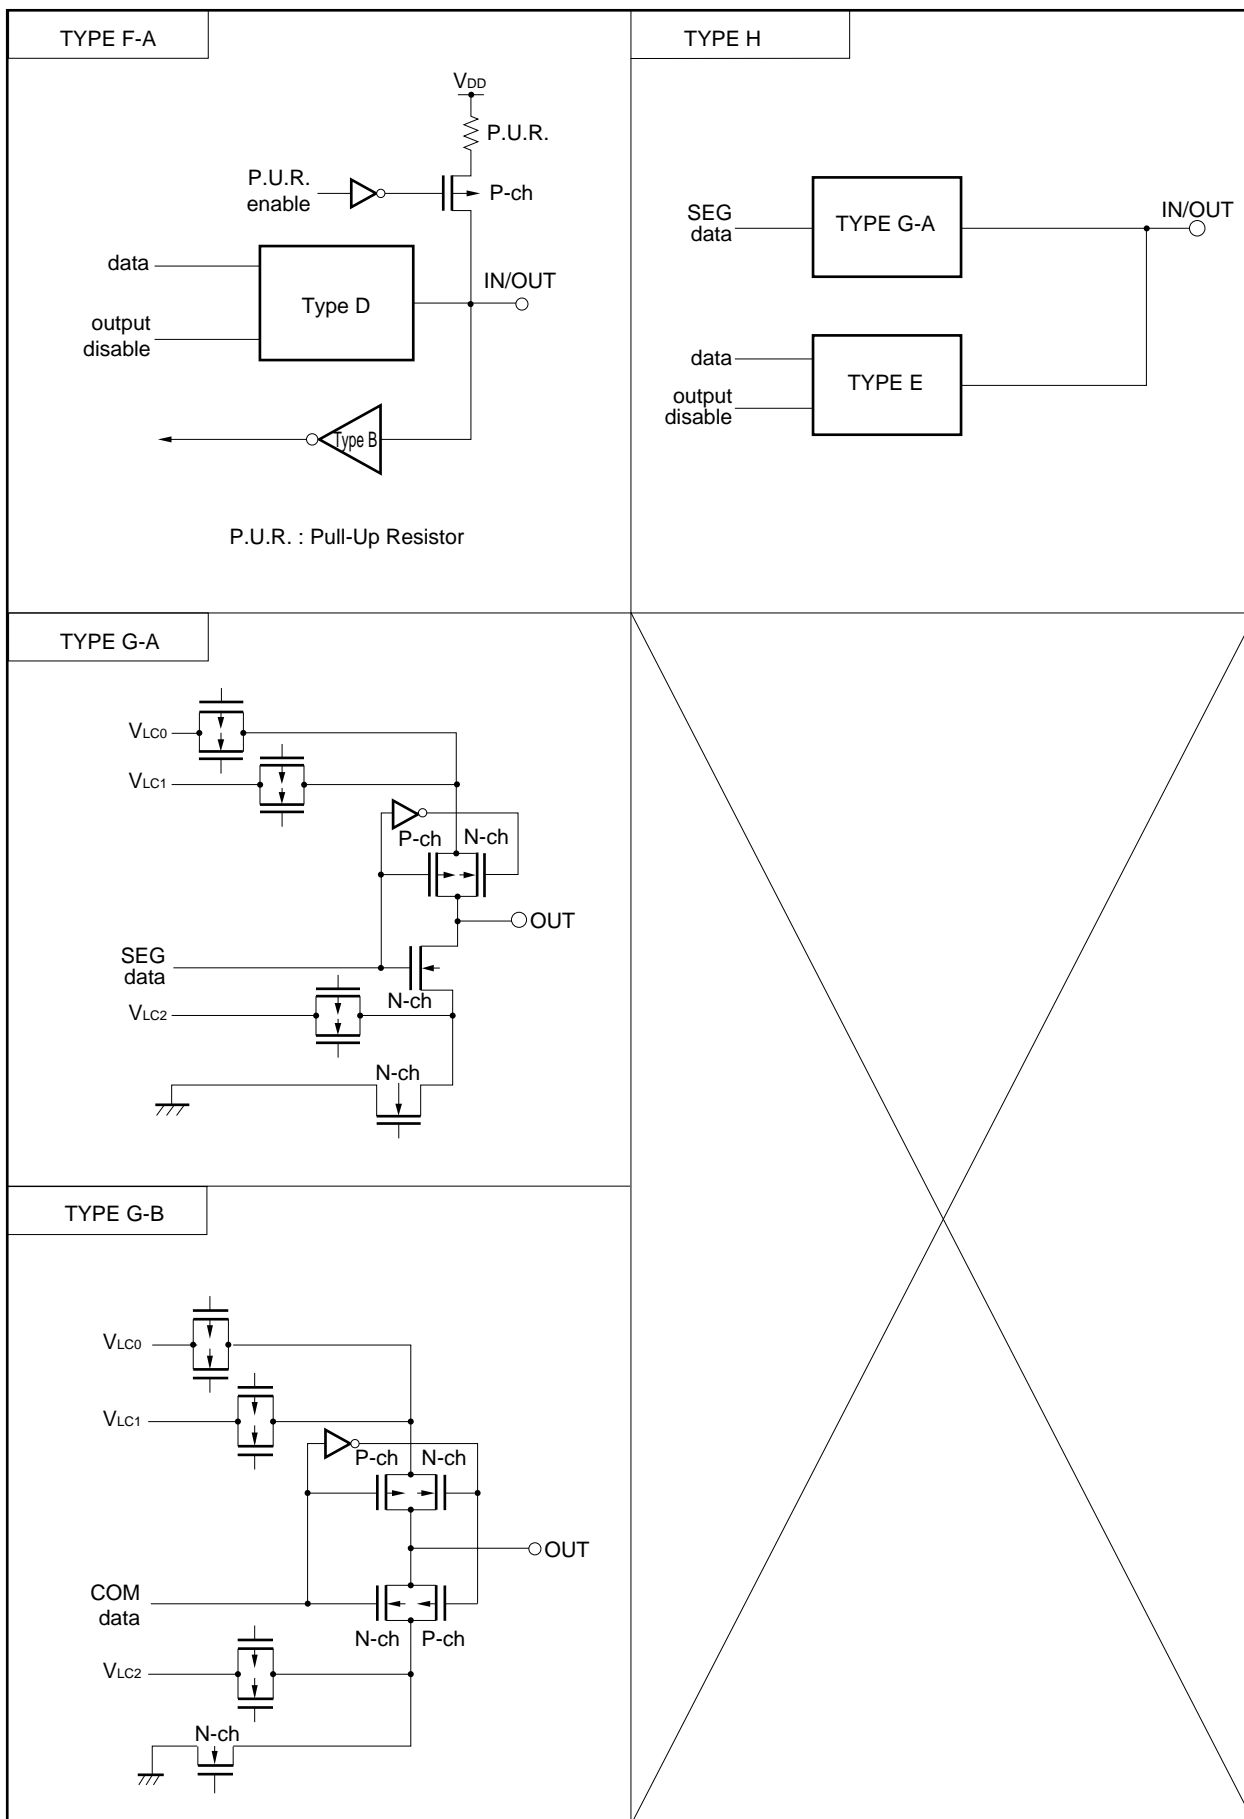 TYPE F-A
VDD
P.U.R.
P.U.R.
enable
P-ch
data
Type D
IN/OUT
output
disable
Type B
P.U.R. : Pull-Up Resistor
TYPE H
SEG
data
TYPE G-A
IN/OUT
data
TYPE E
output
disable
TYPE G-A
VLC0
VLC1
P-ch
N-ch
OUT
SEG
data
N-ch
VLC2
N-ch
TYPE G-B
VLC0
VLC1
P-ch
N-ch
OUT
COM
data
N-ch
P-ch
VLC2
N-ch